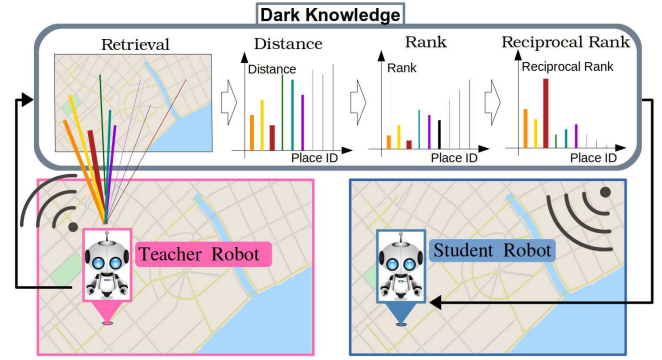 Dark Knowledge
Retrieval
Distance
Rank
Reciprocal Rank
Distance
Rank
Reciprocal Rank
Place ID
Place ID
Place ID
Teacher Robot
Student Robot